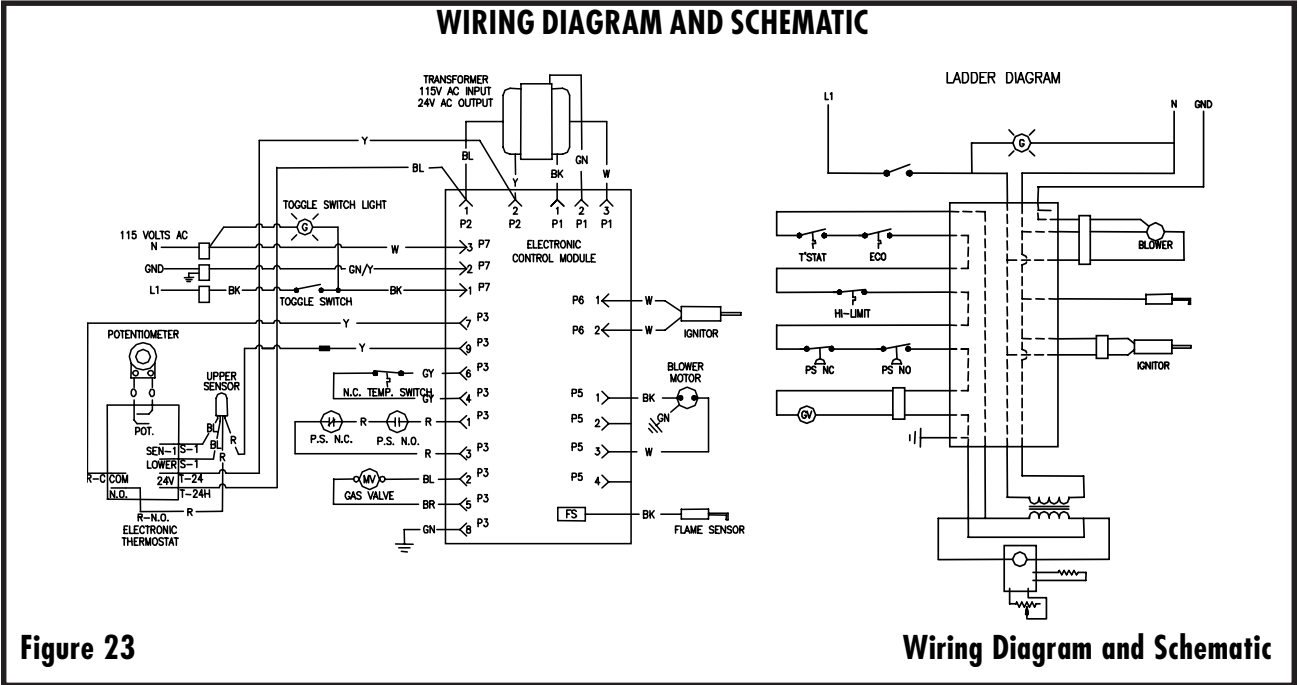 WIRING DIAGRAM AND SCHEMATIC
TRANSFORMER
115V AC INPUT
24V AC OUTPUT
BL
Y
BK
GN
W
Y
BL
1
P2
2
P2
1
P1
2
P1
3
P1
ELECTRONIC
CONTROL MODULE
TOGGLE SWITCH LIGHT
G
115 VOLTS AC
N
W
3 P7
GND
GN/Y
2 P7
L1
BK
TOGGLE SWITCH
BK
1 P7
Y
7 P3
POTENTIOMETER
O
O
POT.
UPPER
SENSOR
Y
9 P3
GY
6 P3
N.C. TEMP. SWITCH
GY
4 P3
P.S. N.C.
P.S. N.O.
R
1 P3
R
3 P3
MV
GAS VALVE
BL
2 P3
BR
5 P3
GN
8 P3
BL
BL
R
R
SEN-1 S-1
LOWER S-1
R-C COM
24V T-24
N.O.
T-24H
R-N.O.
R
ELECTRONIC
THERMOSTAT
P6 1
W
P6 2
W
IGNITOR
BLOWER
MOTOR
P5 1
BK
GN
P5 2
P5 3
W
P5 4
FS
BK
FLAME SENSOR
LADDER DIAGRAM
L1
N
GND
G
T'STAT
ECO
BLOWER
HI-LIMIT
PS NC
PS NO
IGNITOR
GV
Figure 23
Wiring Diagram and Schematic